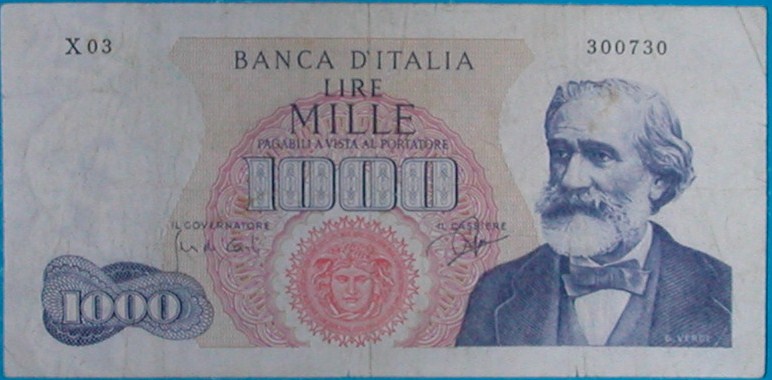 X 03
300730
BANCA D'ITALIA
LIRE
MILLE
PAGABILI A VISTA AL PORTATORE
1000
IL GOVERNATORE
IL CASSIERE
1000
G. VERDI